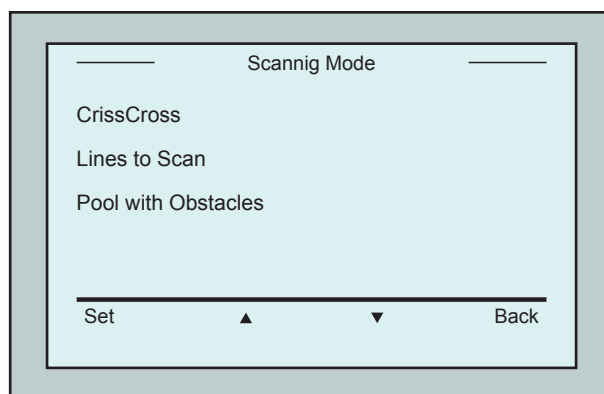 Scannig Mode
CrissCross
Lines to Scan
Pool with Obstacles
Set ▲ ▼ Back